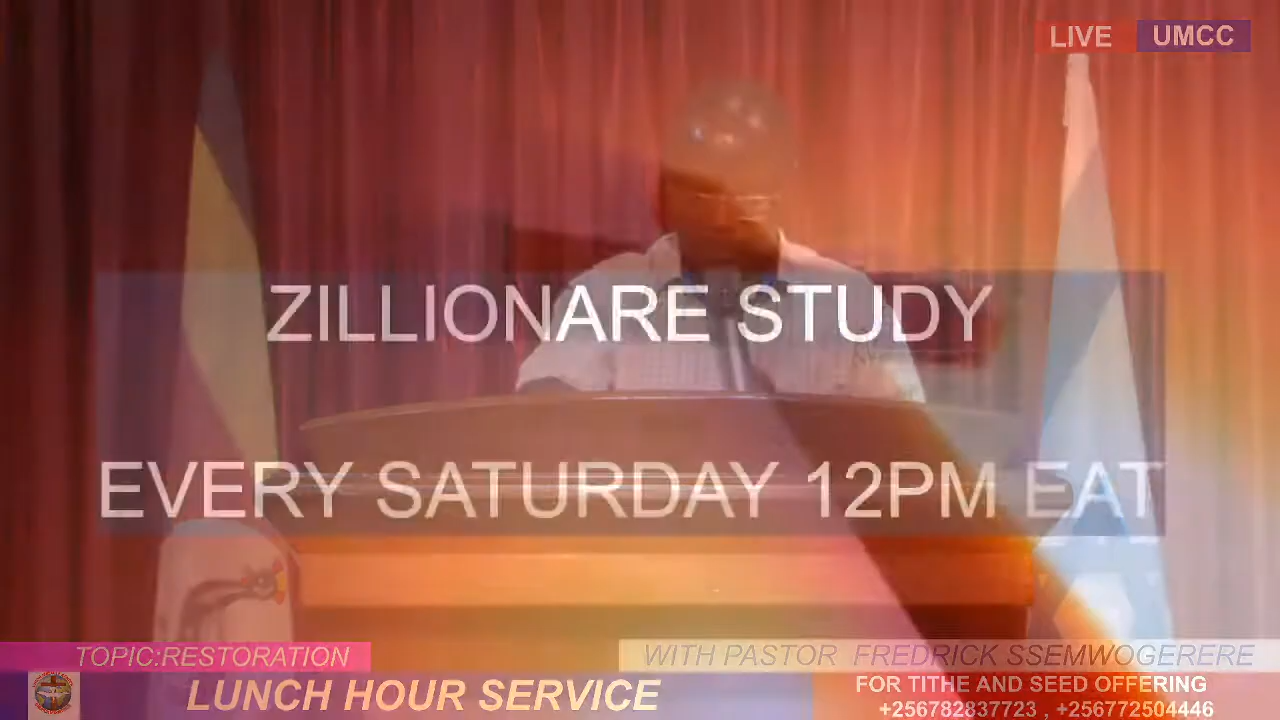 LIVE UMCC
ZILLIONARE STUDY
EVERY SATURDAY 12PM EAT
TOPIC:RESTORATION
WITH PASTOR FREDRICK SSEMWOGERERE
LUNCH HOUR SERVICE
FOR TITHE AND SEED OFFERING
+256782837723 , +256772504446